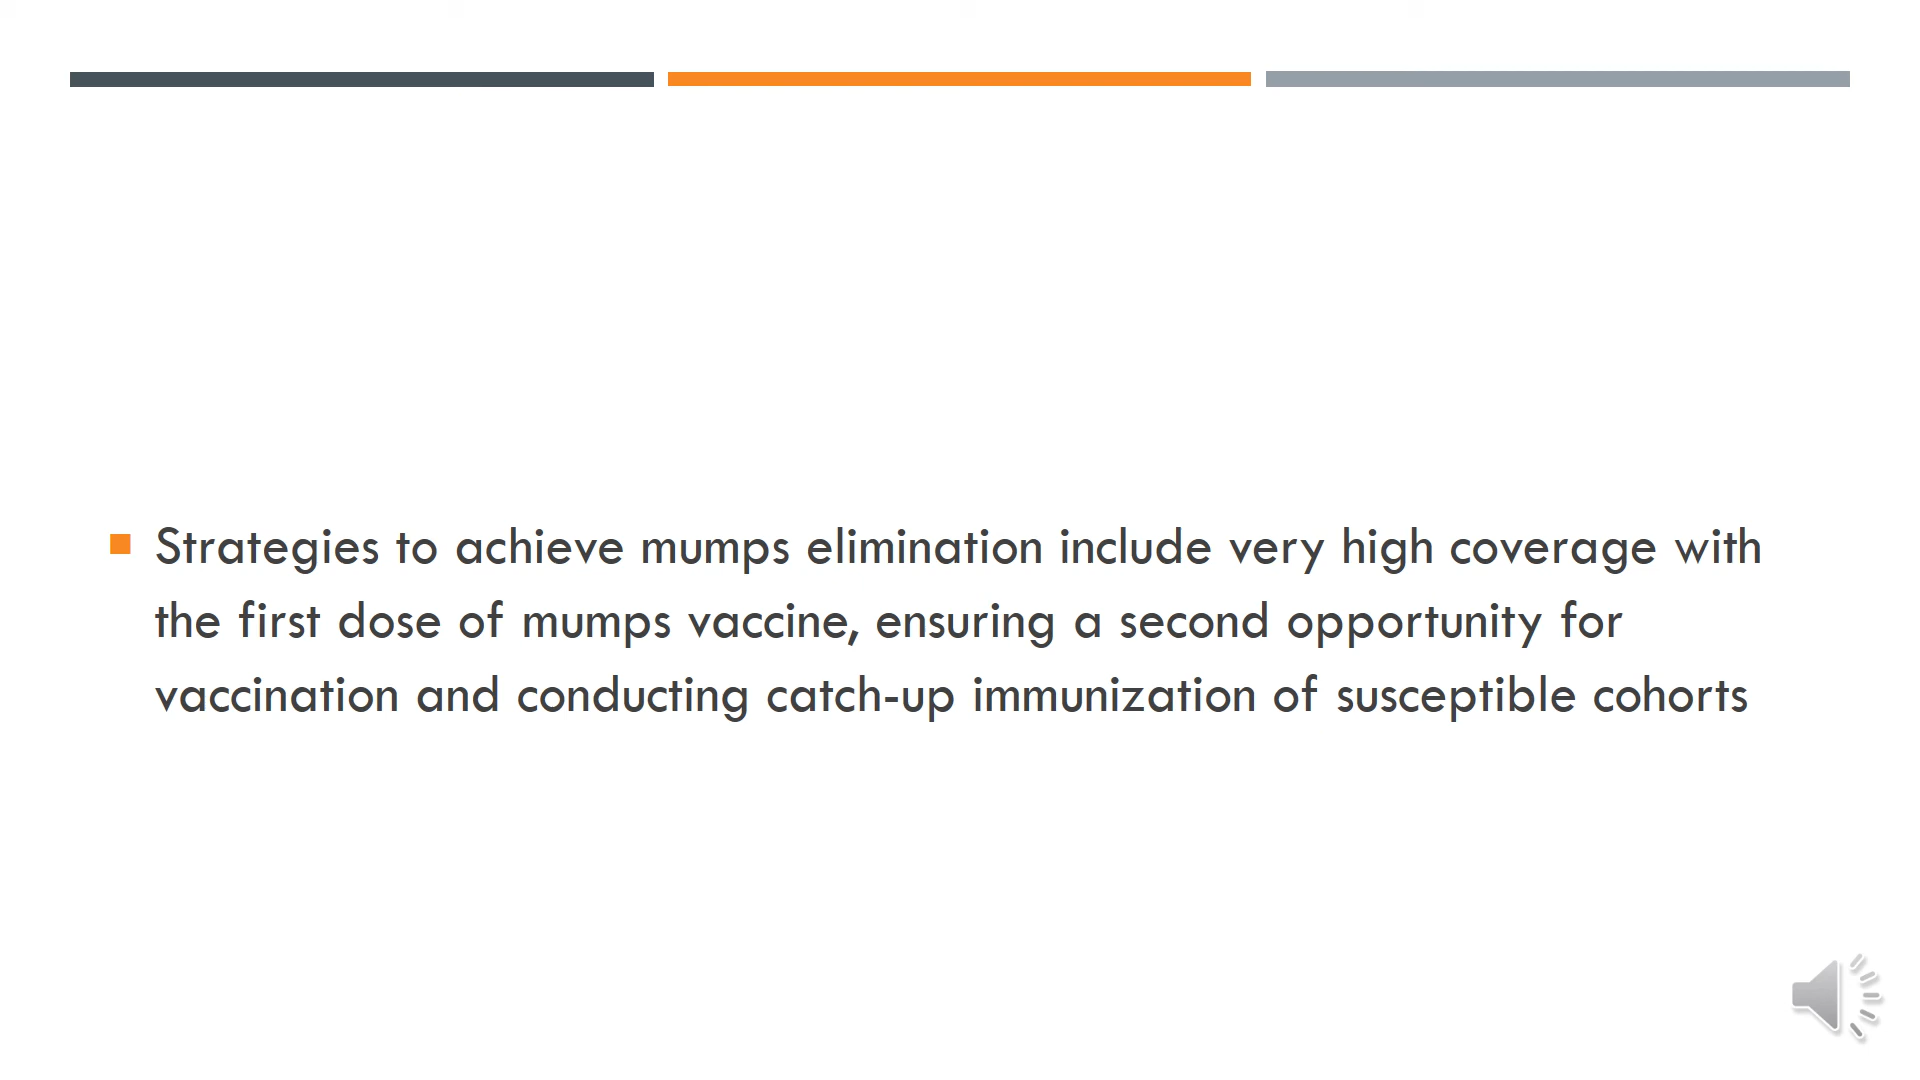 Strategies to achieve mumps elimination include very high coverage with
the first dose of mumps vaccine, ensuring a second opportunity for
vaccination and conducting catch-up immunization of susceptible cohorts